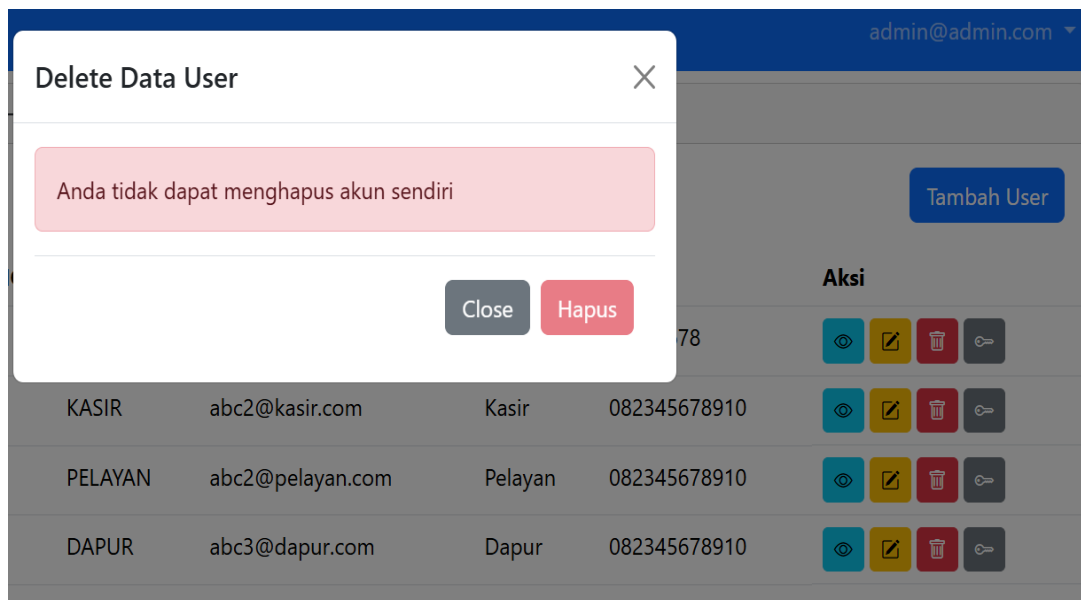 admin@admin.com
Delete Data User
Anda tidak dapat menghapus akun sendiri
Tambah User
Close Hapus
Aksi
78
KASIR abc2@kasir.com Kasir 082345678910
PELAYAN abc2@pelayan.com Pelayan 082345678910
DAPUR abc3@dapur.com Dapur 082345678910